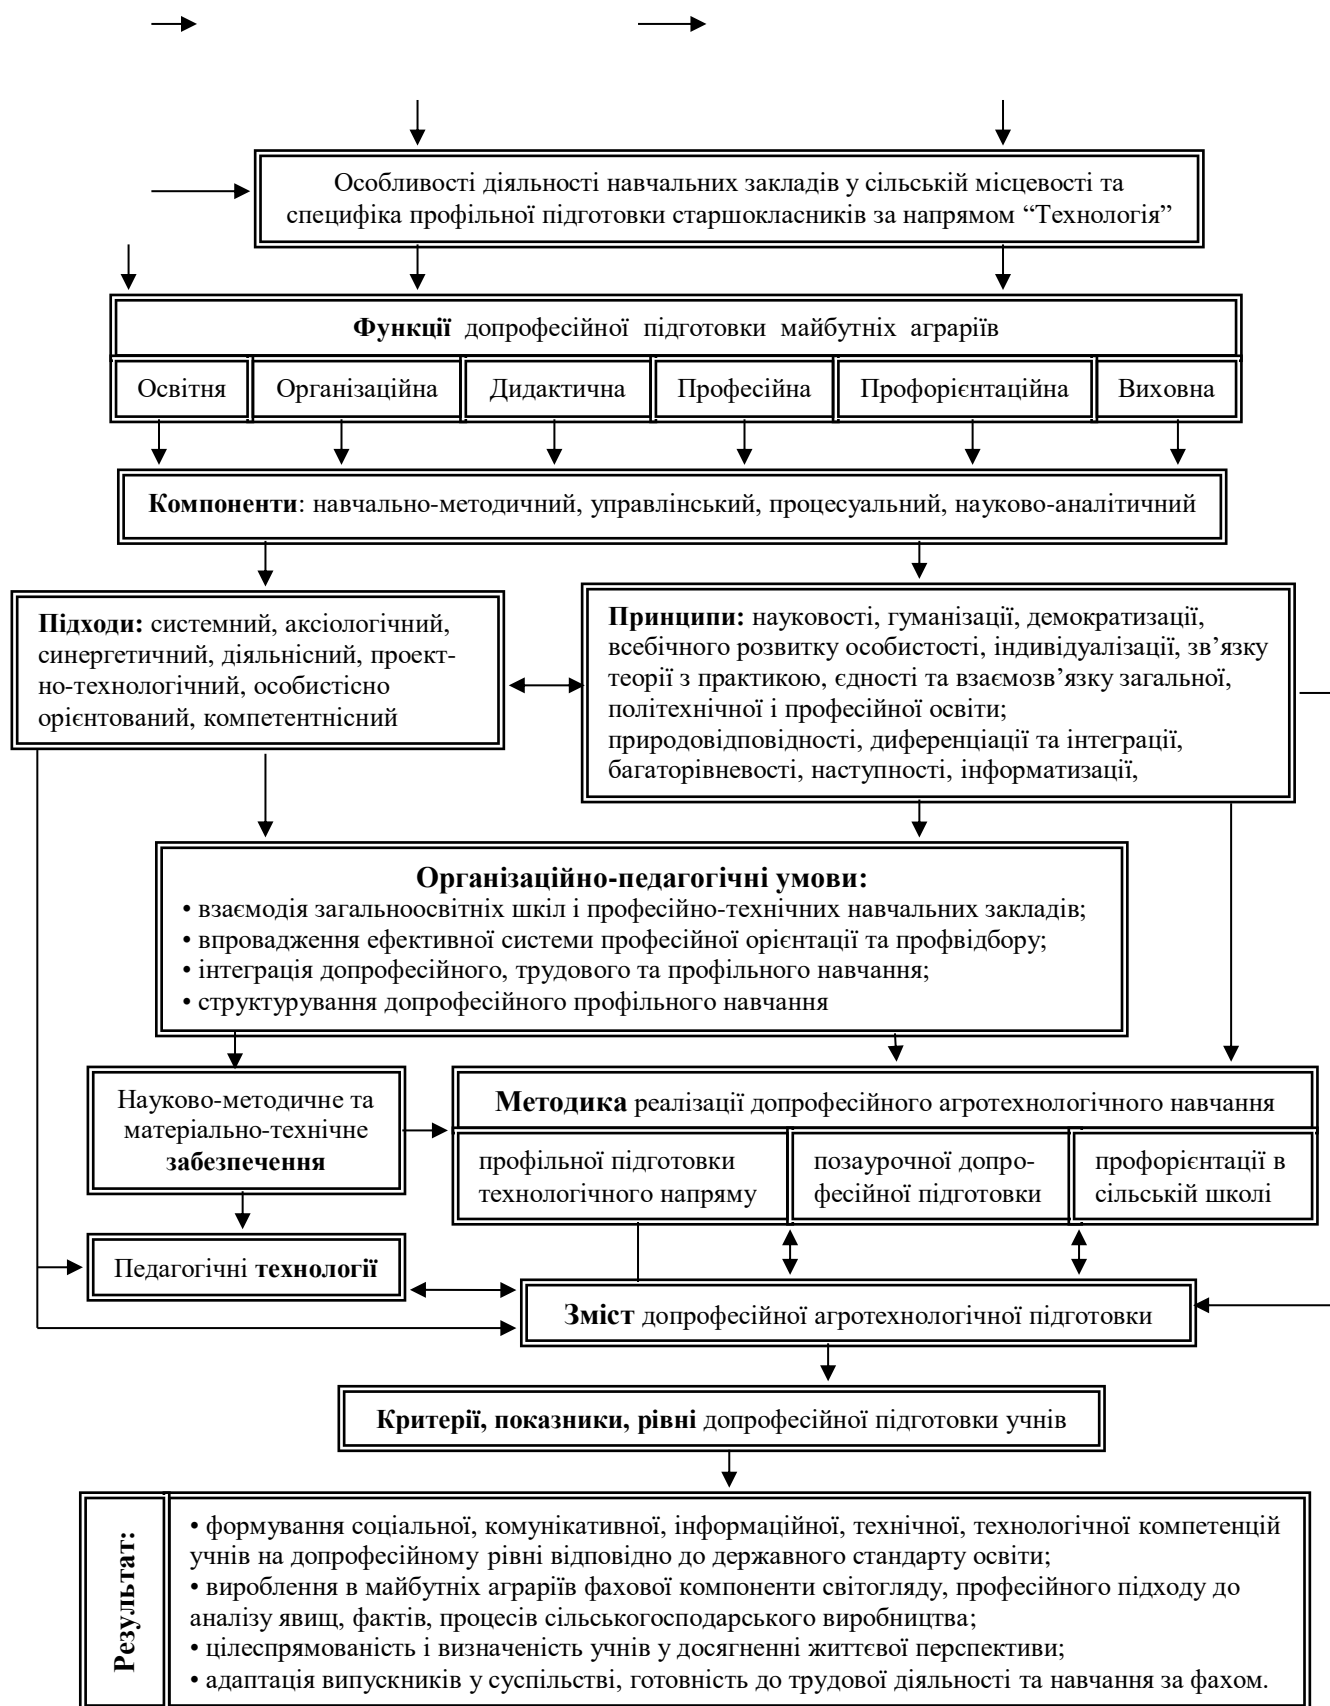 Особливості діяльності навчальних закладів у сільській місцевості та
специфіка профільної підготовки старшокласників за напрямом “Технологія”
Функції допрофесійної підготовки майбутніх аграріїв
Освітня
Організаційна
Дидактична
Професійна
Профорієнтаційна
Виховна
Компоненти: навчально-методичний, управлінський, процесуальний, науково-аналітичний
Підходи: системний, аксіологічний,
синергетичний, діяльнісний, проект-
но-технологічний, особистісно
орієнтований, компетентнісний
Принципи: науковості, гуманізації, демократизації,
всебічного розвитку особистості, індивідуалізації, зв’язку
теорії з практикою, єдності та взаємозв’язку загальної,
політехнічної і професійної освіти;
природовідповідності, диференціації та інтеграції,
багаторівневості, наступності, інформатизації,
Організаційно-педагогічні умови:
• взаємодія загальноосвітніх шкіл і професійно-технічних навчальних закладів;
• впровадження ефективної системи професійної орієнтації та профвідбору;
• інтеграція допрофесійного, трудового та профільного навчання;
• структурування допрофесійного профільного навчання
Науково-методичне та
матеріально-технічне
забезпечення
Методика реалізації допрофесійного агротехнологічного навчання
профільної підготовки
технологічного напряму
позаурочної допро-
фесійної підготовки
профорієнтації в
сільській школі
Педагогічні технології
Зміст допрофесійної агротехнологічної підготовки
Критерії, показники, рівні допрофесійної підготовки учнів
Результат:
• формування соціальної, комунікативної, інформаційної, технічної, технологічної компетенцій
учнів на допрофесійному рівні відповідно до державного стандарту освіти;
• вироблення в майбутніх аграріїв фахової компоненти світогляду, професійного підходу до
аналізу явищ, фактів, процесів сільськогосподарського виробництва;
• цілеспрямованість і визначеність учнів у досягненні життєвої перспективи;
• адаптація випускників у суспільстві, готовність до трудової діяльності та навчання за фахом.